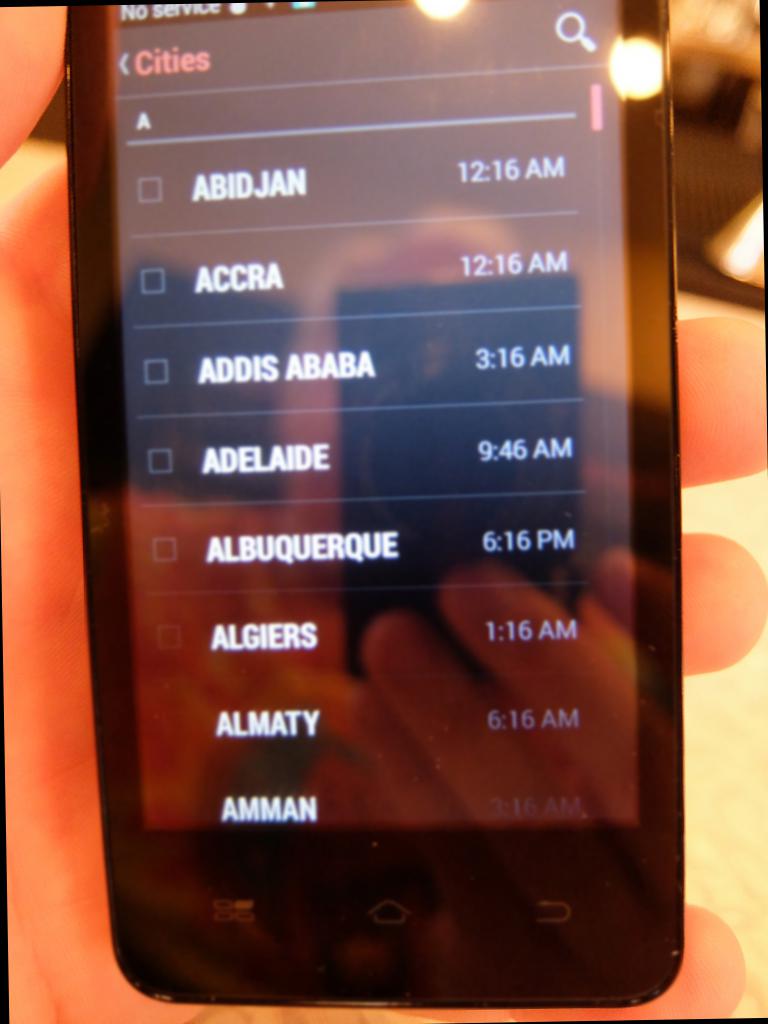 No service
Cities
A
ABIDJAN 12:16 AM
ACCRA 12:16 AM
ADDIS ABABA 3:16 AM
ADELAIDE 9:46 AM
ALBUQUERQUE 6:16 PM
ALGIERS 1:16 AM
ALMATY 6:16 AM
AMMAN 3:16 AM